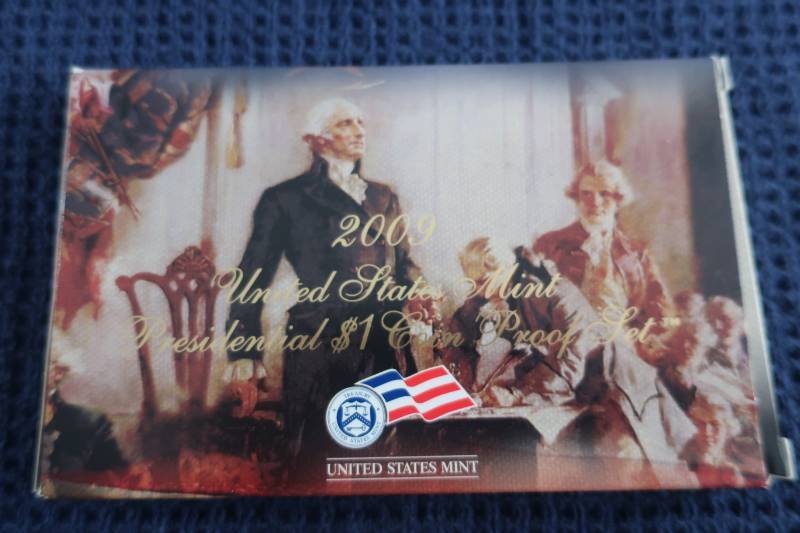 2009
United States Mint
Presidential $1 Coin Proof Set™
UNITED STATES MINT